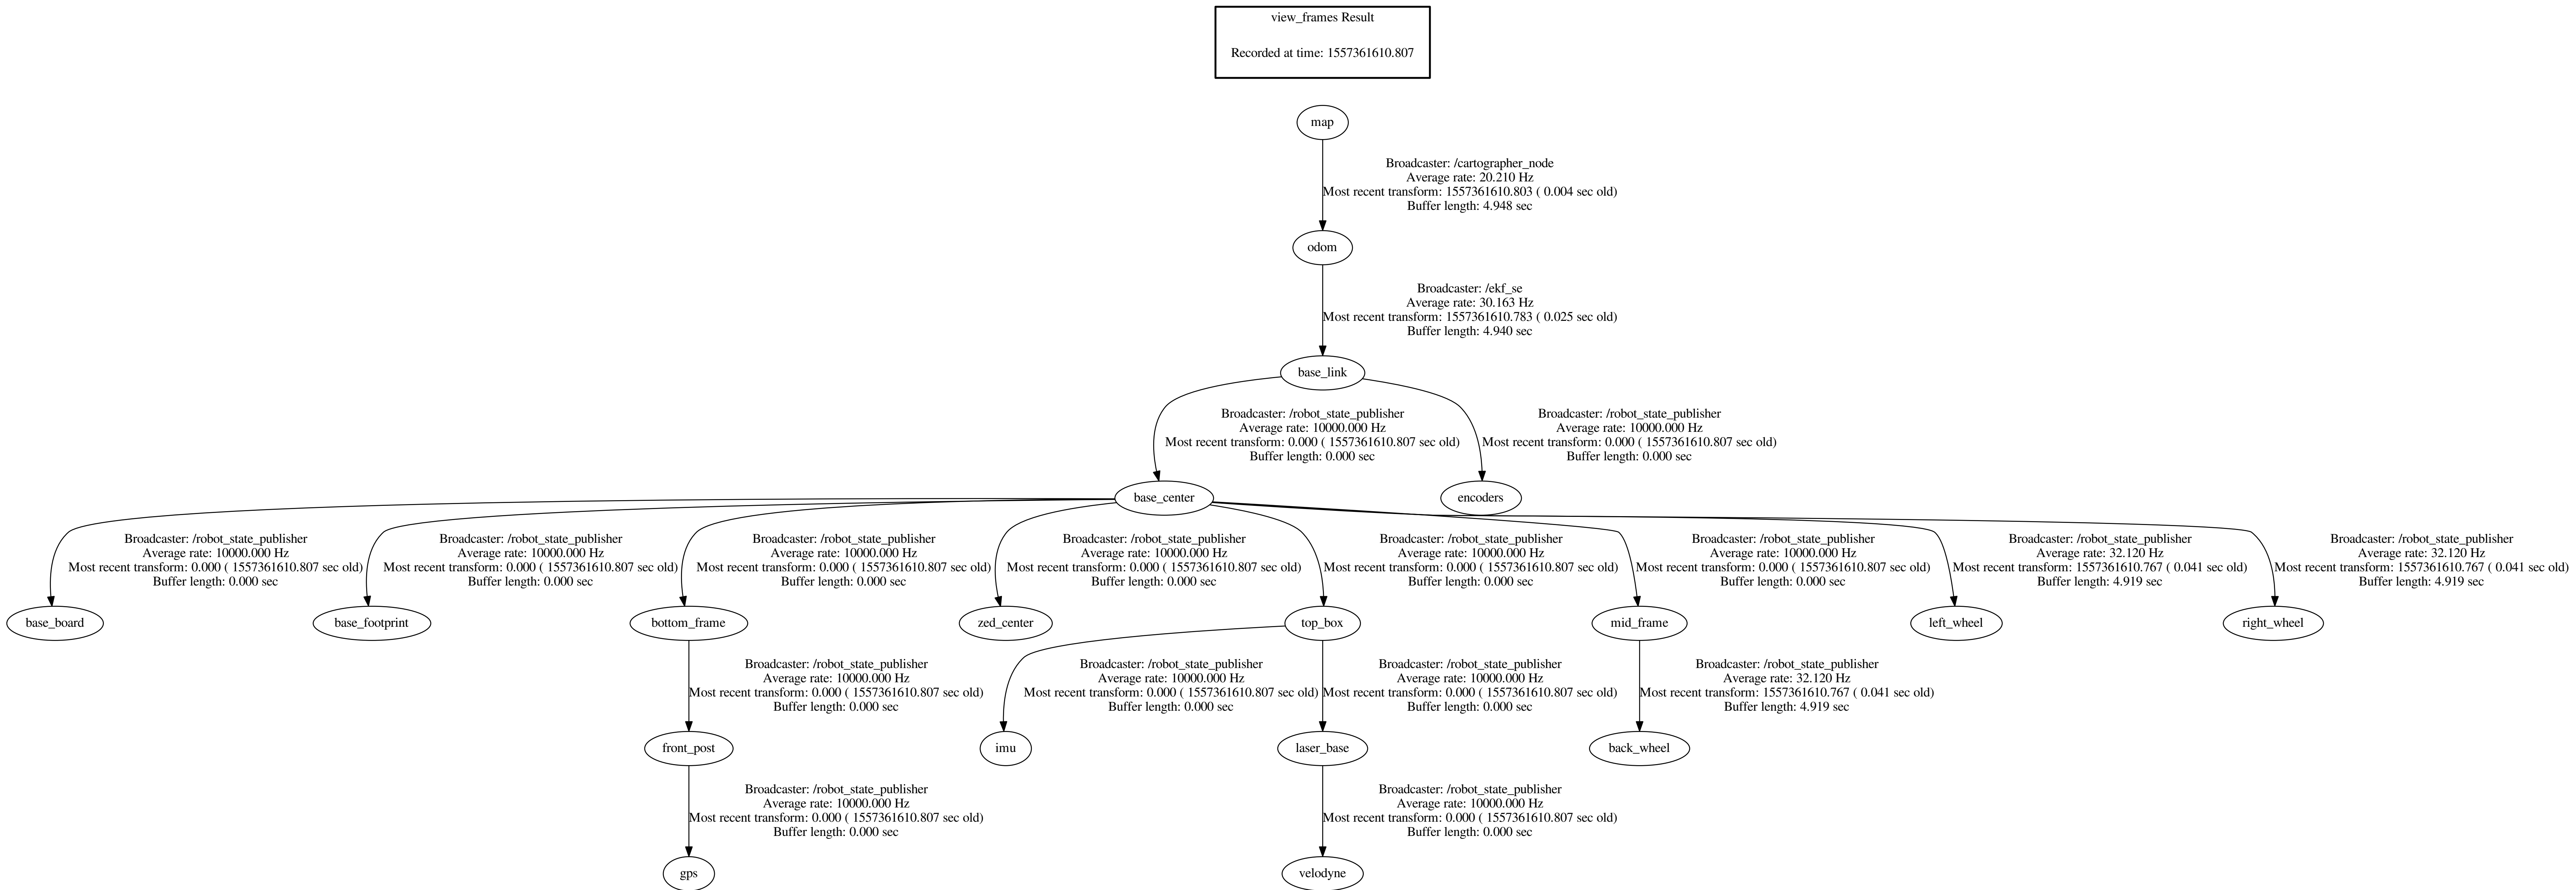 view_frames Result
Recorded at time: 1557361610.807
map
Broadcaster: /cartographer_node
Average rate: 20.210 Hz
Most recent transform: 1557361610.803 ( 0.004 sec old)
Buffer length: 4.948 sec
odom
Broadcaster: /ekf_se
Average rate: 30.163 Hz
Most recent transform: 1557361610.783 ( 0.025 sec old)
Buffer length: 4.940 sec
base_link
Broadcaster: /robot_state_publisher
Average rate: 10000.000 Hz
Most recent transform: 0.000 ( 1557361610.807 sec old)
Buffer length: 0.000 sec
Broadcaster: /robot_state_publisher
Average rate: 10000.000 Hz
Most recent transform: 0.000 ( 1557361610.807 sec old)
Buffer length: 0.000 sec
base_center
encoders
Broadcaster: /robot_state_publisher
Average rate: 10000.000 Hz
Most recent transform: 0.000 ( 1557361610.807 sec old)
Buffer length: 0.000 sec
Broadcaster: /robot_state_publisher
Average rate: 10000.000 Hz
Most recent transform: 0.000 ( 1557361610.807 sec old)
Buffer length: 0.000 sec
Broadcaster: /robot_state_publisher
Average rate: 10000.000 Hz
Most recent transform: 0.000 ( 1557361610.807 sec old)
Buffer length: 0.000 sec
Broadcaster: /robot_state_publisher
Average rate: 10000.000 Hz
Most recent transform: 0.000 ( 1557361610.807 sec old)
Buffer length: 0.000 sec
Broadcaster: /robot_state_publisher
Average rate: 10000.000 Hz
Most recent transform: 0.000 ( 1557361610.807 sec old)
Buffer length: 0.000 sec
Broadcaster: /robot_state_publisher
Average rate: 10000.000 Hz
Most recent transform: 0.000 ( 1557361610.807 sec old)
Buffer length: 0.000 sec
Broadcaster: /robot_state_publisher
Average rate: 32.120 Hz
Most recent transform: 1557361610.767 ( 0.041 sec old)
Buffer length: 4.919 sec
Broadcaster: /robot_state_publisher
Average rate: 32.120 Hz
Most recent transform: 1557361610.767 ( 0.041 sec old)
Buffer length: 4.919 sec
base_board
base_footprint
bottom_frame
zed_center
top_box
mid_frame
left_wheel
right_wheel
Broadcaster: /robot_state_publisher
Average rate: 10000.000 Hz
Most recent transform: 0.000 ( 1557361610.807 sec old)
Buffer length: 0.000 sec
Broadcaster: /robot_state_publisher
Average rate: 10000.000 Hz
Most recent transform: 0.000 ( 1557361610.807 sec old)
Buffer length: 0.000 sec
Broadcaster: /robot_state_publisher
Average rate: 10000.000 Hz
Most recent transform: 0.000 ( 1557361610.807 sec old)
Buffer length: 0.000 sec
Broadcaster: /robot_state_publisher
Average rate: 32.120 Hz
Most recent transform: 1557361610.767 ( 0.041 sec old)
Buffer length: 4.919 sec
front_post
imu
laser_base
back_wheel
Broadcaster: /robot_state_publisher
Average rate: 10000.000 Hz
Most recent transform: 0.000 ( 1557361610.807 sec old)
Buffer length: 0.000 sec
Broadcaster: /robot_state_publisher
Average rate: 10000.000 Hz
Most recent transform: 0.000 ( 1557361610.807 sec old)
Buffer length: 0.000 sec
gps
velodyne